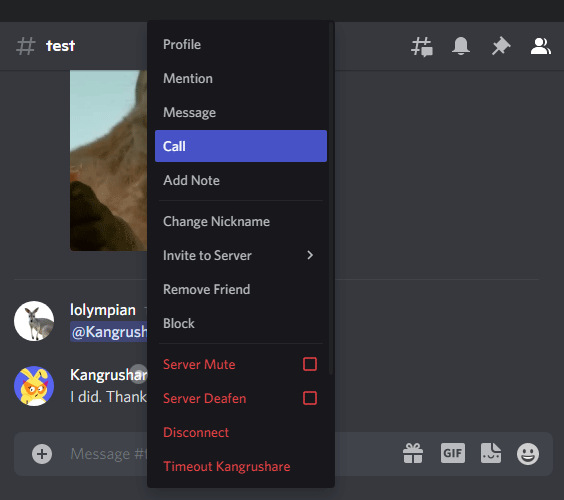 # test
Profile
Mention
Message
Call
Add Note
Change Nickname
Invite to Server
Remove Friend
Block
lolympian
@Kangrush
Kangrushar
I did. Thank
Server Mute
Server Deafen
Disconnect
Timeout Kangrushare
Message #t
GIF